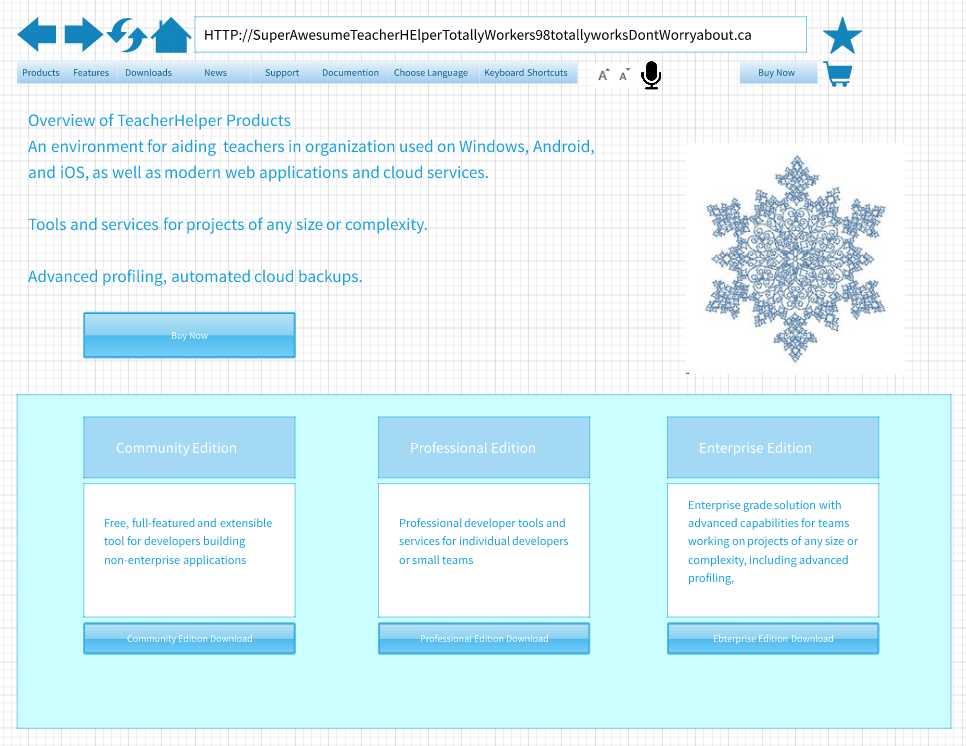 HTTP://SuperAwesumeTeacherHElperTotallyWorkers98totallyworksDontWorryabout.ca
Products Features Downloads News Support Documention Choose Language Keyboard Shortcuts A A Buy Now
Overview of TeacherHelper Products
An environment for aiding teachers in organization used on Windows, Android,
and iOS, as well as modern web applications and cloud services.
Tools and services for projects of any size or complexity.
Advanced profiling, automated cloud backups.
Buy Now
Community Edition
Free, full-featured and extensible
tool for developers building
non-enterprise applications
Community Edition Download
Professional Edition
Professional developer tools and
services for individual developers
or small teams
Professional Edition Download
Enterprise Edition
Enterprise grade solution with
advanced capabilities for teams
working on projects of any size or
complexity, including advanced
profiling,
Ebterprise Edition Download